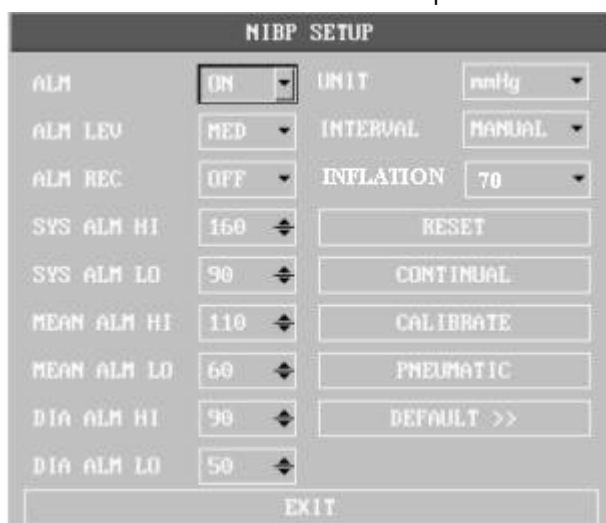 NIBP SETUP
ALM ON UNIT mmHg
ALM LEV MED INTERVAL MANUAL
ALM REC OFF INFLATION 70
SYS ALM HI 160 RESET
SYS ALM LO 90 CONTINUAL
MEAN ALM HI 110 CALIBRATE
MEAN ALM LO 60 PNEUMATIC
DIA ALM HI 90 DEFAULT >>
DIA ALM LO 50
EXIT